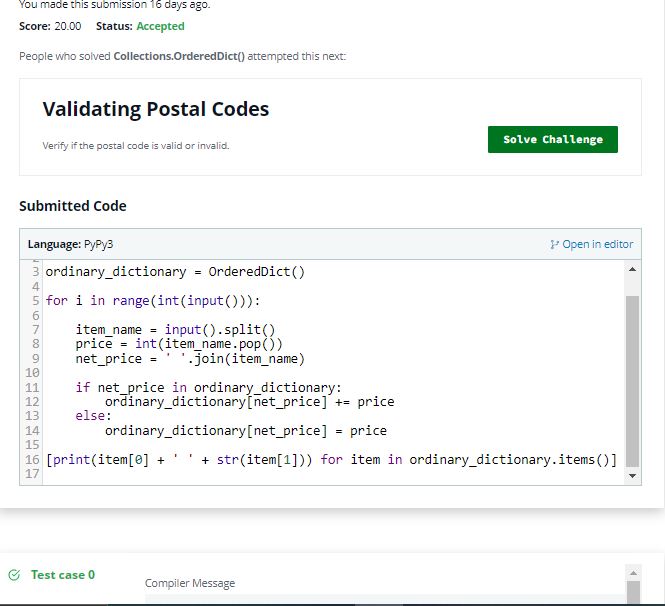 You made this submission 16 days ago.
Score: 20.00 Status: Accepted
People who solved Collections.OrderedDict() attempted this next:
Validating Postal Codes
Verify if the postal code is valid or invalid.
Solve Challenge
Submitted Code
Language: PyPy3
Open in editor
3 ordinary_dictionary = OrderedDict()
4
5 for i in range(int(input())):
6
7     item_name = input().split()
8     price = int(item_name.pop())
9     net_price = ' '.join(item_name)
10
11     if net_price in ordinary_dictionary:
12         ordinary_dictionary[net_price] += price
13     else:
14         ordinary_dictionary[net_price] = price
15
16 [print(item[0] + ' ' + str(item[1])) for item in ordinary_dictionary.items()]
17
Test case 0
Compiler Message